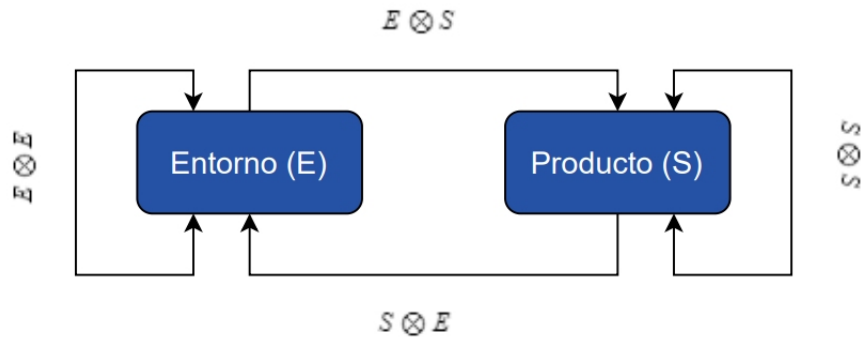 E ⊗ S
E ⊗ E
Entorno (E)
Producto (S)
S ⊗ S
S ⊗ E